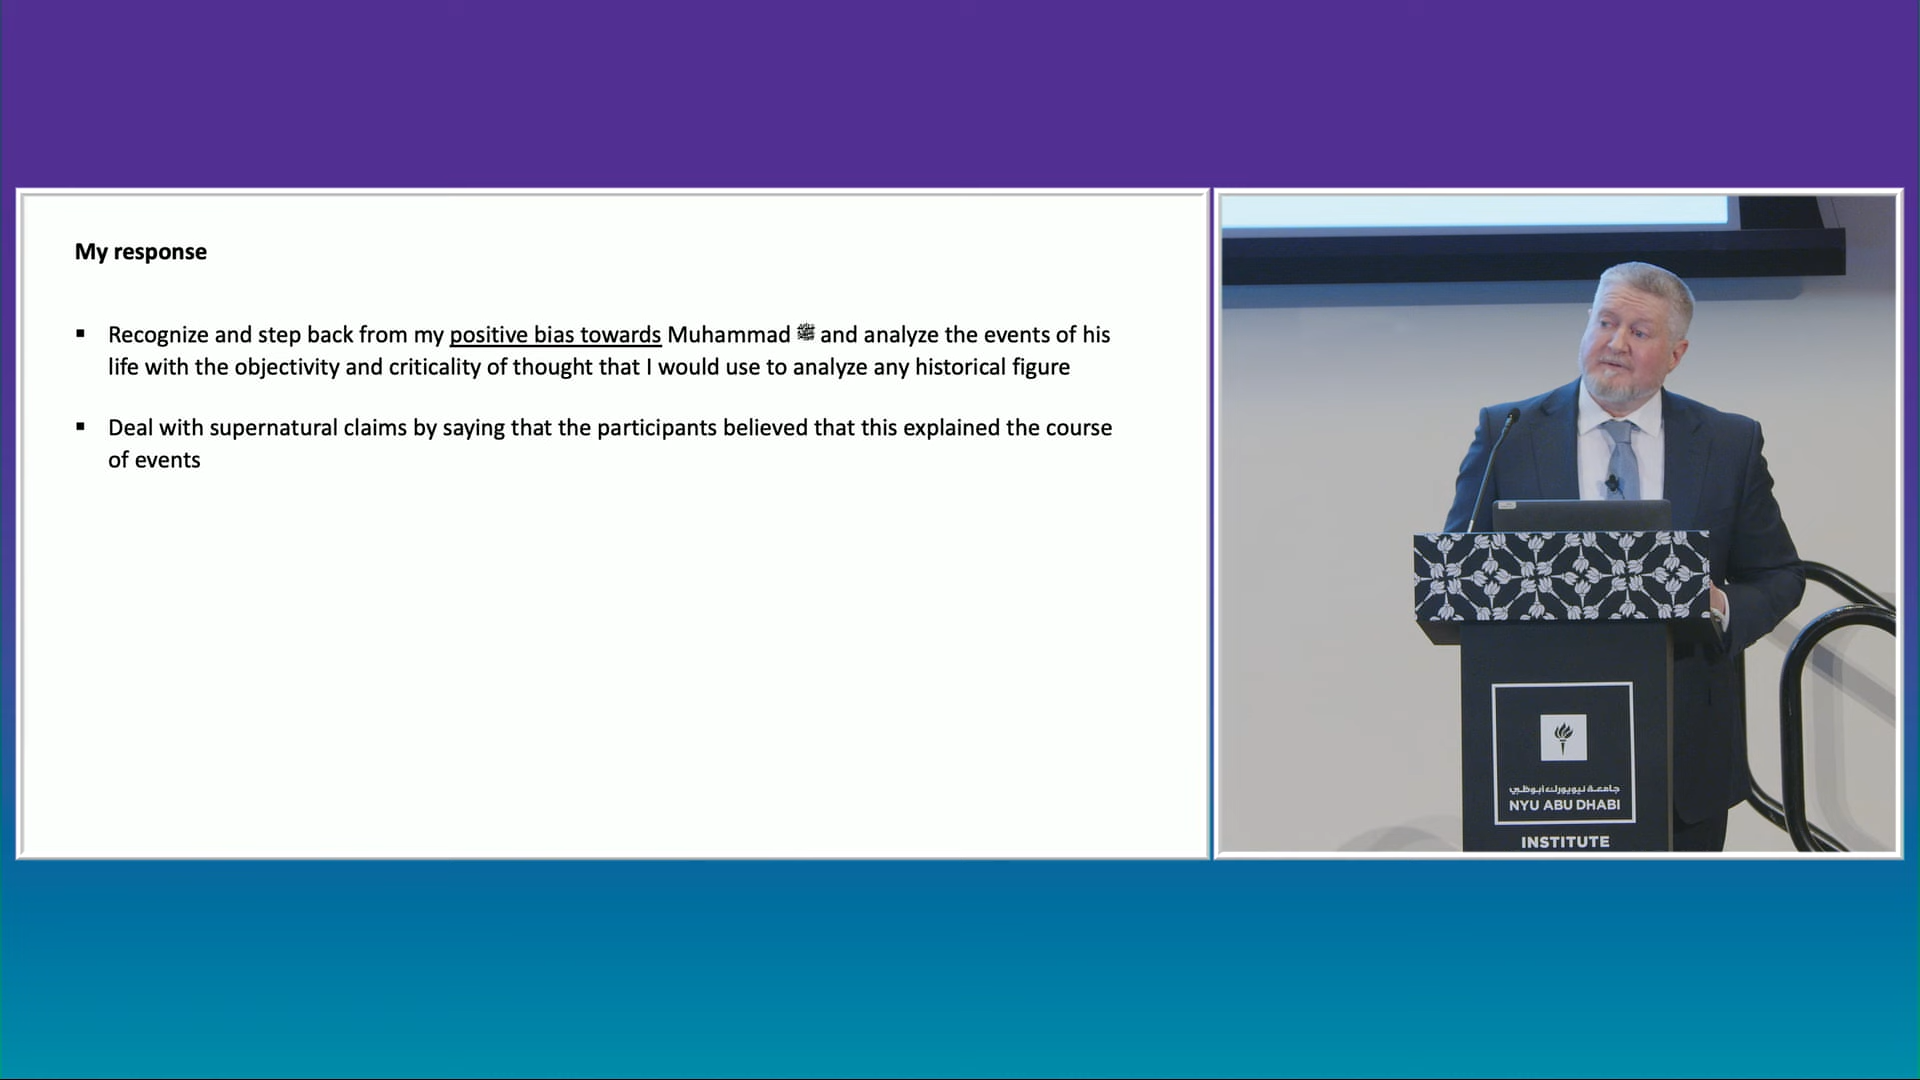 My response
▪ Recognize and step back from my positive bias towards Muhammad ﷺ and analyze the events of his
life with the objectivity and criticality of thought that I would use to analyze any historical figure
▪ Deal with supernatural claims by saying that the participants believed that this explained the course
of events
جامعة نيويورك أبوظبي
NYU ABU DHABI
INSTITUTE